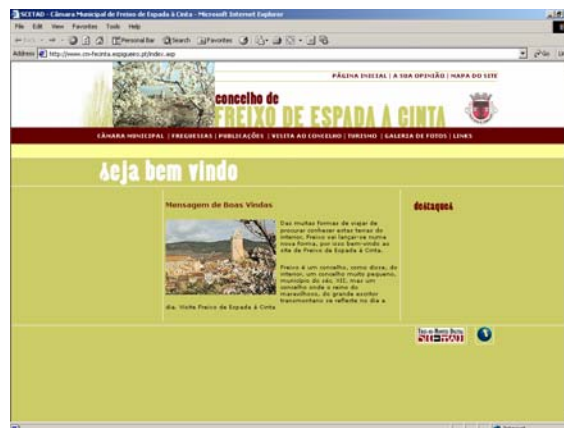 SCETAD - Câmara Municipal de Freixo de Espada à Cinta - Microsoft Internet Explorer
File Edit View Favorites Tools Help
Personal Bar Search Favorites
Address http://www.cm-fecinta.espigueiro.pt/index.asp
PÁGINA INICIAL | A SUA OPINIÃO | MAPA DO SITE
concelho de
FREIXO DE ESPADA À CINTA
CÂMARA MUNICIPAL | FREGUESIAS | PUBLICAÇÕES | VISITA AO CONCELHO | TURISMO | GALERIA DE FOTOS | LINKS
seja bem vindo
Mensagem de Boas Vindas
destaques
Das muitas formas de viajar de
procurar conhecer estas terras do
interior, Freixo vai lançar-se numa
nova forma, por isso bem-vindo ao
site de Freixo de Espada à Cinta.
Freixo é um concelho, como disse, do
interior, um concelho muito pequeno,
município do séc. XII, mas um
concelho onde o reino do
maravilhoso, do grande escritor
transmontano se reflecte no dia a
dia. Visite Freixo de Espada à Cinta